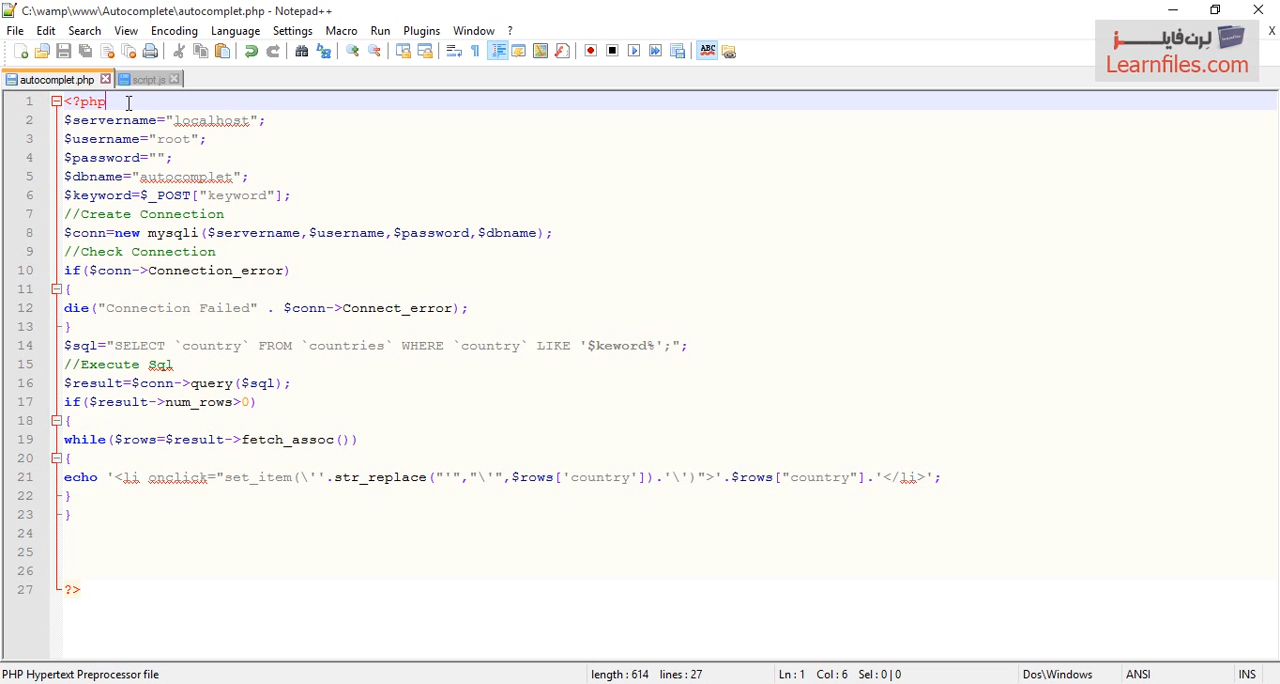 C:\wamp\www\Autocomplete\autocomplet.php - Notepad++
File Edit Search View Encoding Language Settings Macro Run Plugins Window ?
X
لرن فایلز
Learnfiles.com
autocomplet.php script.js
1 <?php
2 $servername="localhost";
3 $username="root";
4 $password="";
5 $dbname="autocomplet";
6 $keyword=$_POST["keyword"];
7 //Create Connection
8 $conn=new mysqli($servername,$username,$password,$dbname);
9 //Check Connection
10 if($conn->Connection_error)
11 {
12 die("Connection Failed" . $conn->Connect_error);
13 }
14 $sql="SELECT `country` FROM `countries` WHERE `country` LIKE '$keword%';";
15 //Execute Sql
16 $result=$conn->query($sql);
17 if($result->num_rows>0)
18 {
19 while($rows=$result->fetch_assoc())
20 {
21 echo '<li onclick="set_item(\''.str_replace("'","\'",$rows['country']).'\')">'.$rows["country"].'</li>';
22 }
23 }
24
25
26
27 ?>
PHP Hypertext Preprocessor file length : 614 lines : 27 Ln : 1 Col : 6 Sel : 0 | 0 Dos\Windows ANSI INS